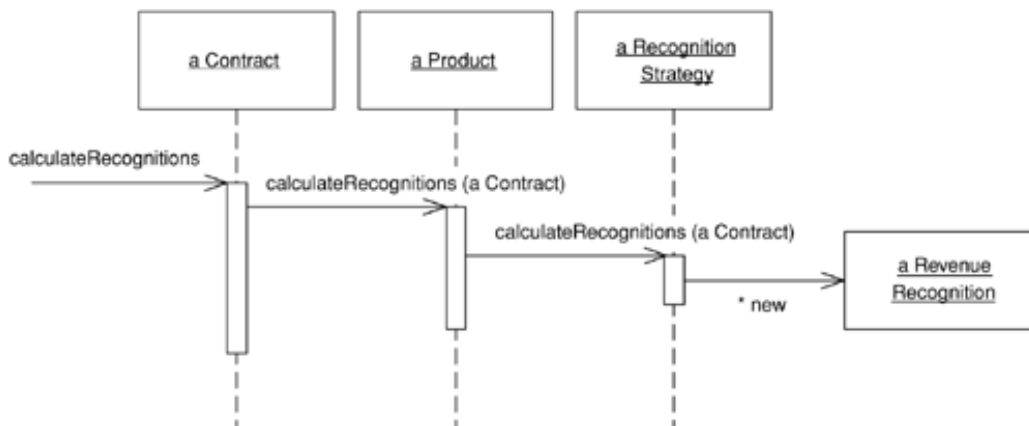 a Contract
a Product
a Recognition
Strategy
calculateRecognitions
calculateRecognitions (a Contract)
calculateRecognitions (a Contract)
a Revenue
Recognition
* new